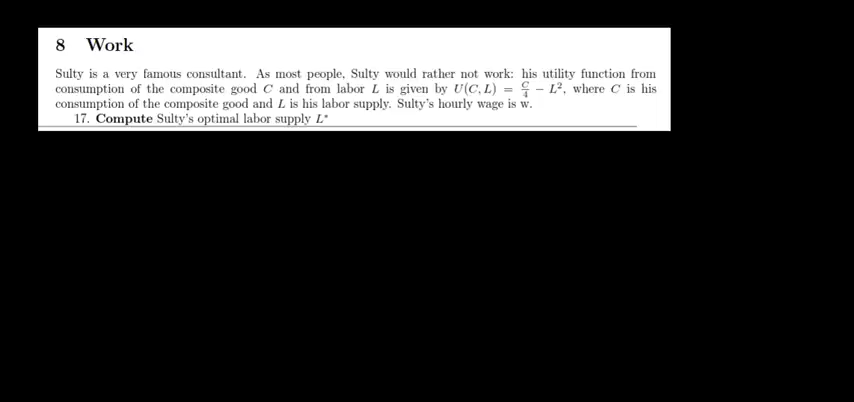 8 Work
Sulty is a very famous consultant. As most people, Sulty would rather not work: his utility function from
consumption of the composite good C and from labor L is given by U(C, L) = C/4 − L², where C is his
consumption of the composite good and L is his labor supply. Sulty's hourly wage is w.
17. Compute Sulty's optimal labor supply L*